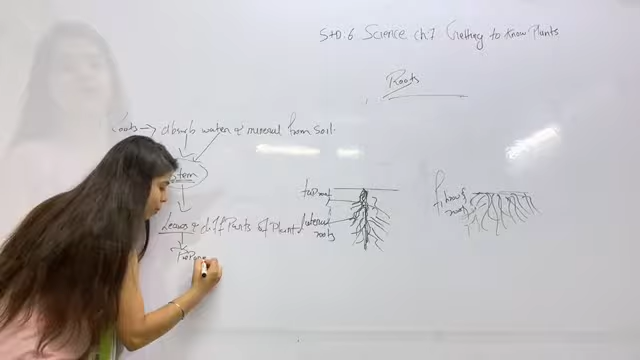 STD:6 Science ch:7 Getting to know Plants
Roots
Roots → absorb water & mineral from soil.
stem
tap root
fibrous
roots
Leaves & diff Parts of Plant
lateral
roots